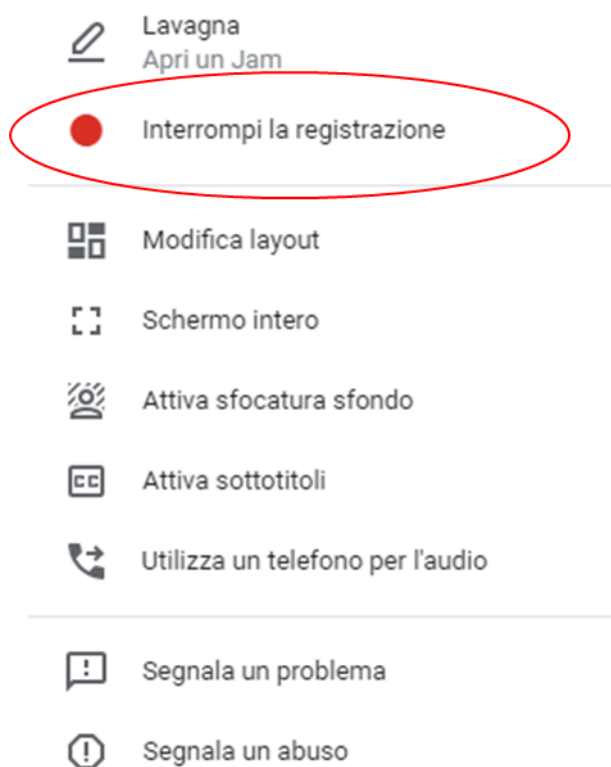 Lavagna
Apri un Jam
Interrompi la registrazione
Modifica layout
Schermo intero
Attiva sfocatura sfondo
CC
Attiva sottotitoli
Utilizza un telefono per l'audio
Segnala un problema
Segnala un abuso